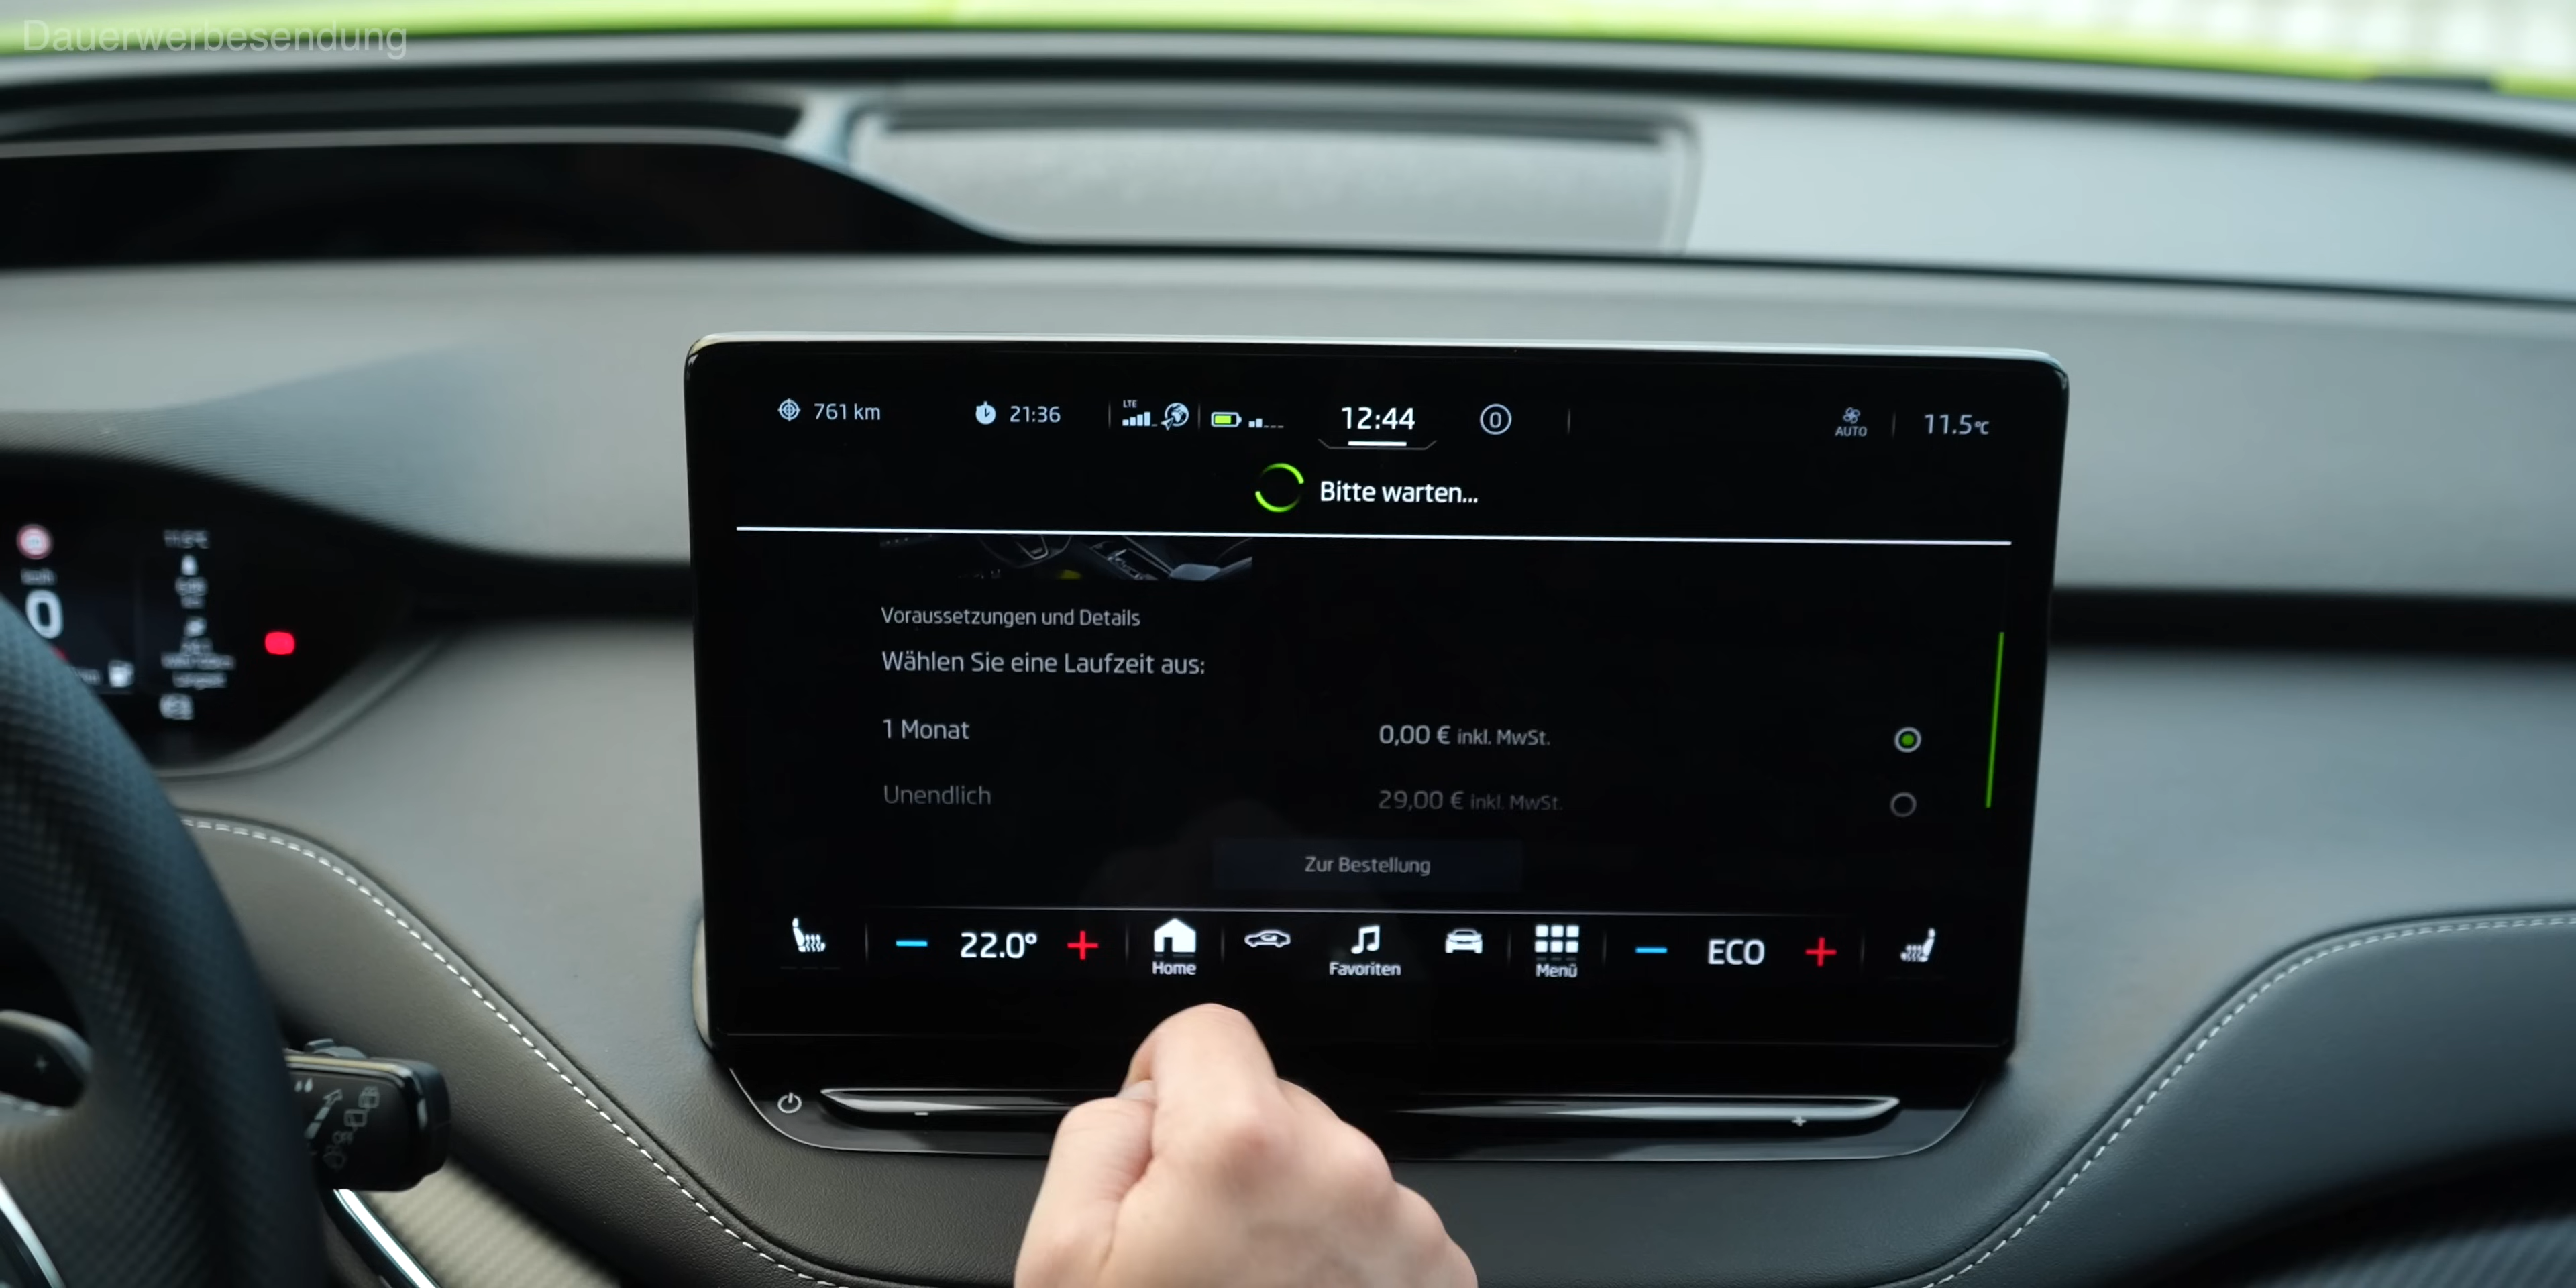 Dauerwerbesendung
761 km
21:36
LTE
12:44
0
AUTO
11.5°C
Bitte warten...
Voraussetzungen und Details
Wählen Sie eine Laufzeit aus:
1 Monat 0,00 € inkl. MwSt.
Unendlich 29,00 € inkl. MwSt.
Zur Bestellung
22.0°
Home
Favoriten
Menü
ECO
0